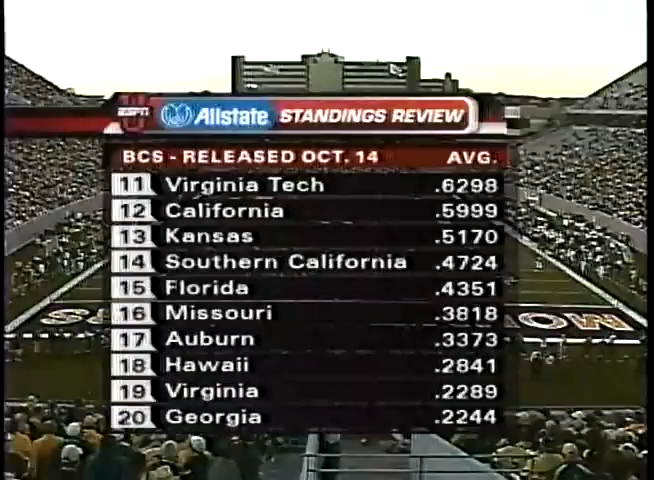 ESPN Allstate STANDINGS REVIEW
BCS - RELEASED OCT. 14 AVG.
11 Virginia Tech .6298
12 California .5999
13 Kansas .5170
14 Southern California .4724
15 Florida .4351
16 Missouri .3818
17 Auburn .3373
18 Hawaii .2841
19 Virginia .2289
20 Georgia .2244